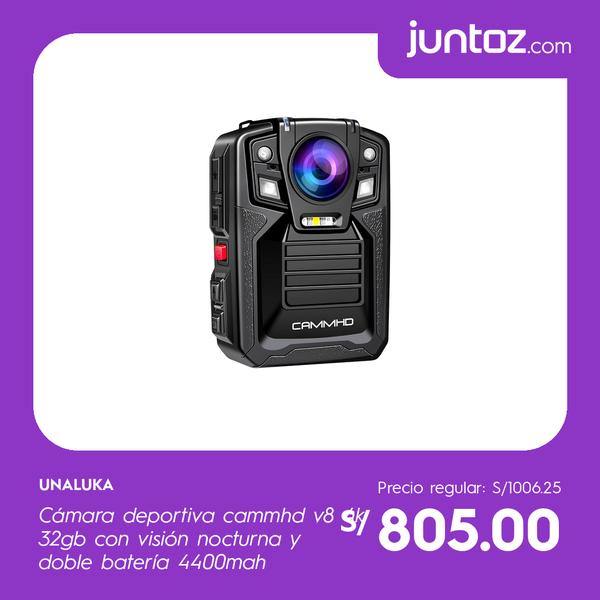 juntoz.com
CAMMHD
UNALUKA
Precio regular: S/1006.25
Cámara deportiva cammhd v8 4k
32gb con visión nocturna y
doble batería 4400mah
S/ 805.00